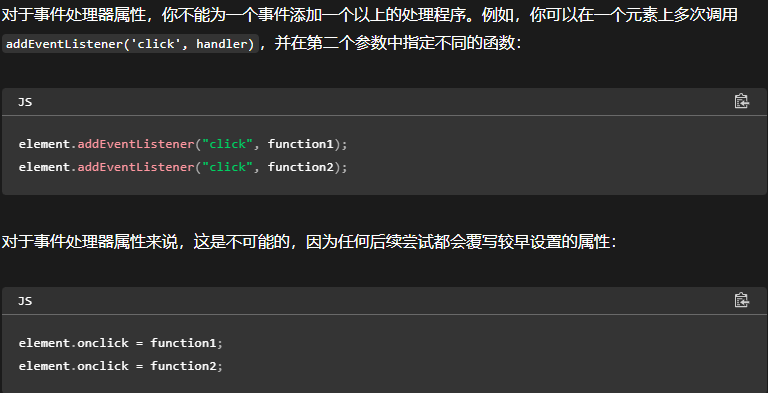 对于事件处理器属性，你不能为一个事件添加一个以上的处理程序。例如，你可以在一个元素上多次调用
addEventListener('click', handler)，并在第二个参数中指定不同的函数：
JS
element.addEventListener("click", function1);
element.addEventListener("click", function2);
对于事件处理器属性来说，这是不可能的，因为任何后续尝试都会覆写较早设置的属性：
JS
element.onclick = function1;
element.onclick = function2;